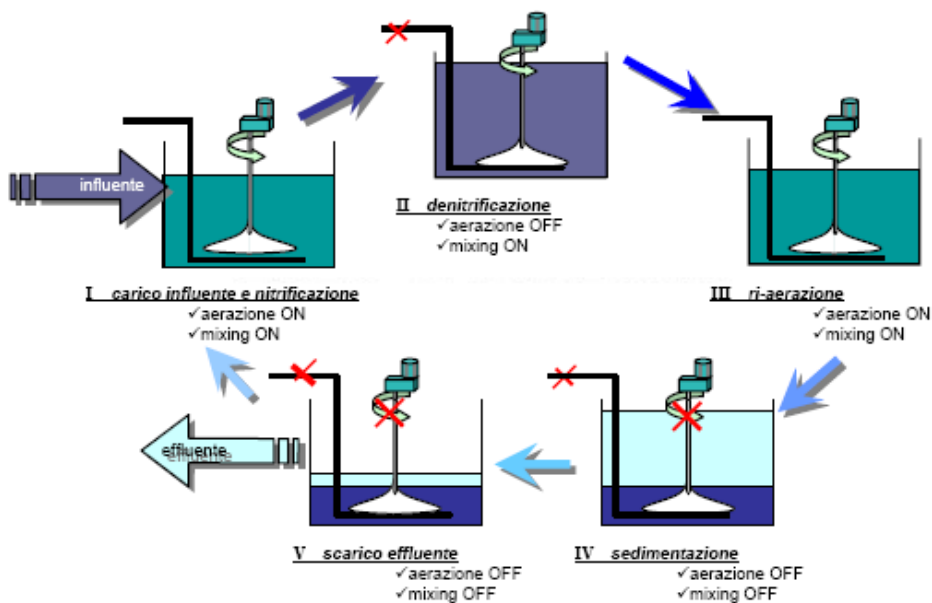 influente
I carico influente e nitrificazione
✓aerazione ON
✓mixing ON
II denitrificazione
✓aerazione OFF
✓mixing ON
III ri-aerazione
✓aerazione ON
✓mixing ON
IV sedimentazione
✓aerazione OFF
✓mixing OFF
V scarico effluente
✓aerazione OFF
✓mixing OFF
effluente